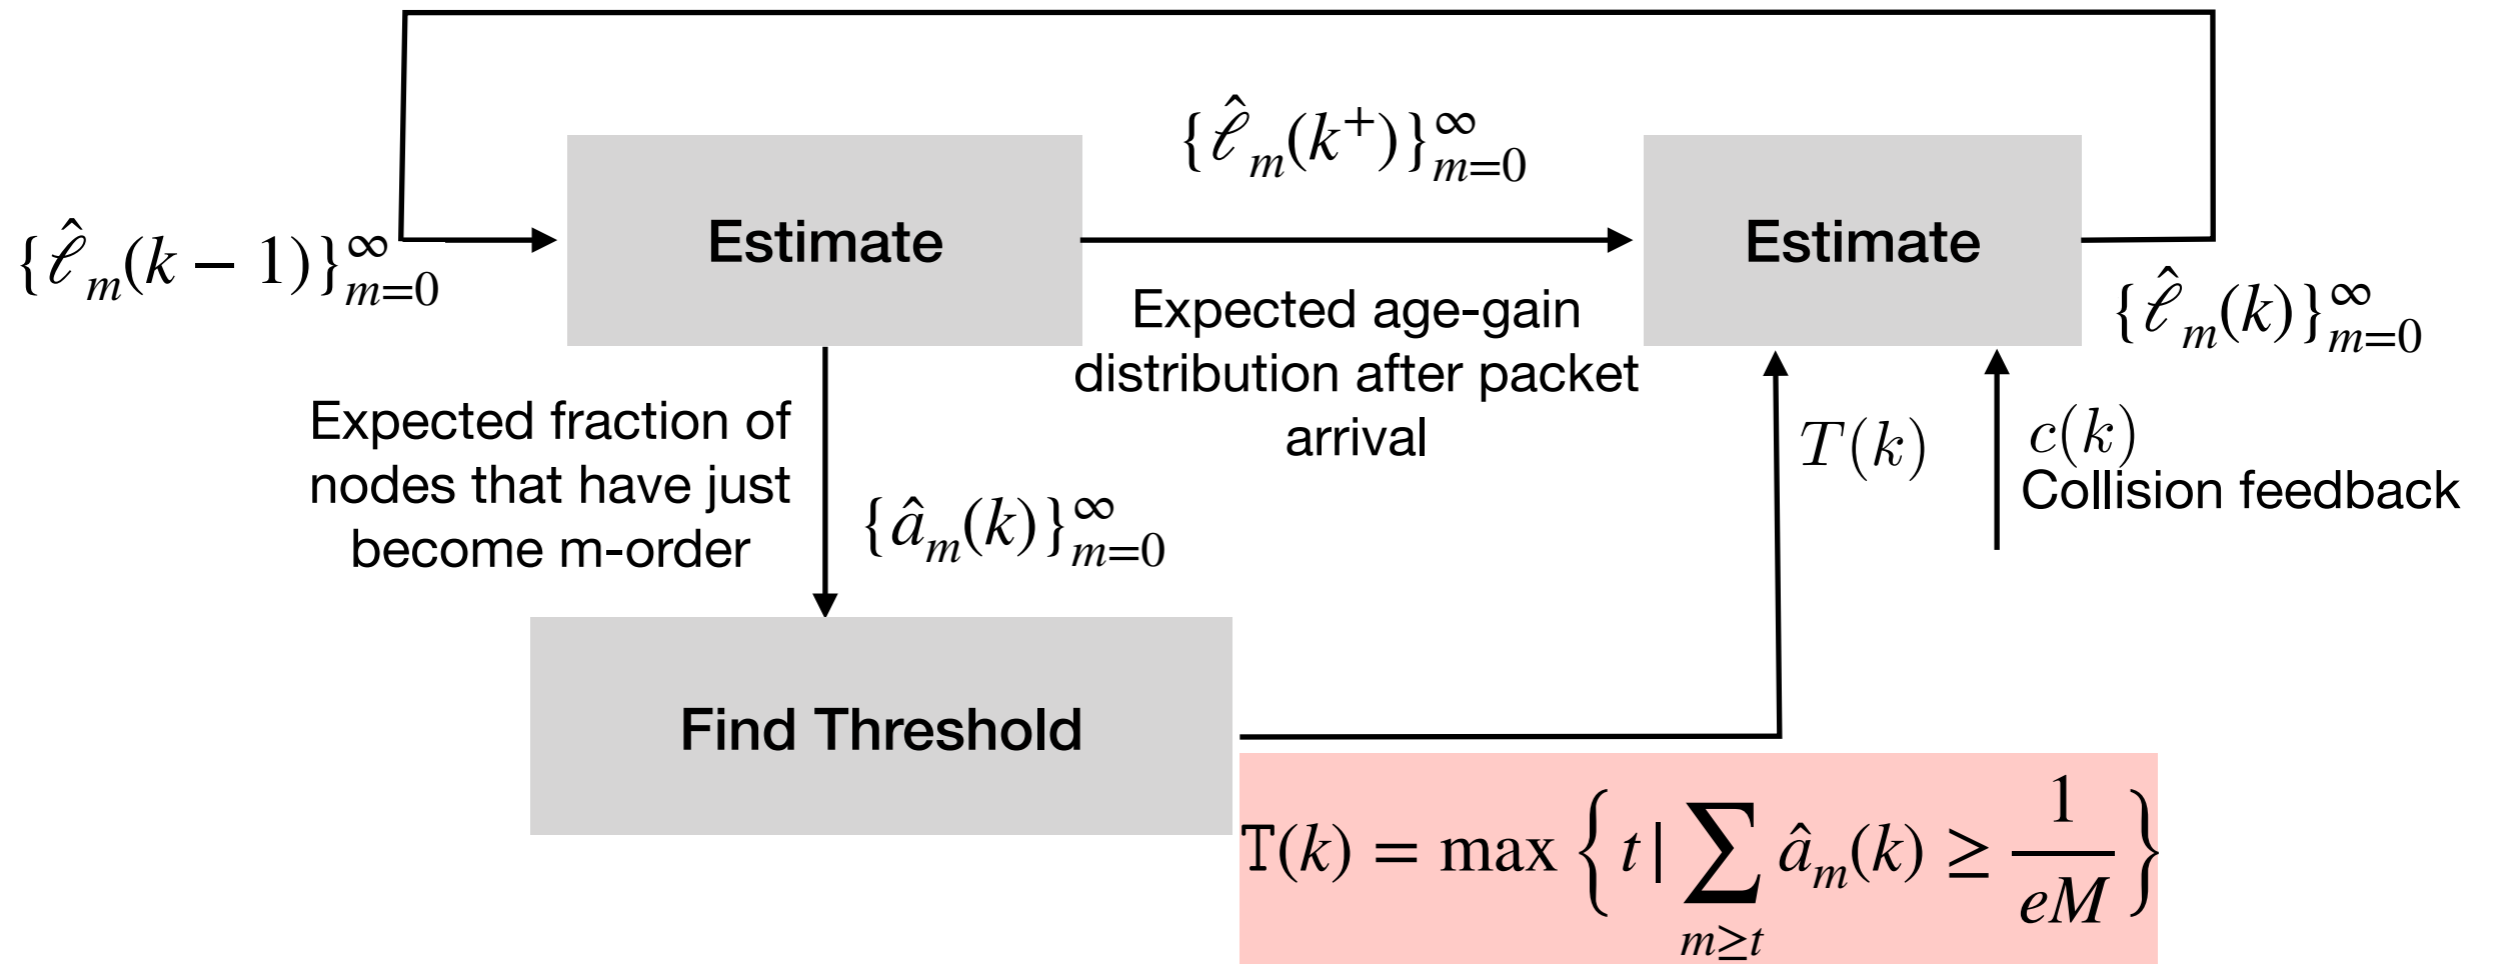 {ℓ̂_m(k − 1)}_{m=0}^∞
Estimate
{ℓ̂_m(k⁺)}_{m=0}^∞
Expected age-gain
distribution after packet
arrival
Estimate
{ℓ̂_m(k)}_{m=0}^∞
Expected fraction of
nodes that have just
become m-order
{â_m(k)}_{m=0}^∞
T(k)
c(k)
Collision feedback
Find Threshold
T(k) = max { t | ∑_{m≥t} â_m(k) ≥ 1/(eM) }